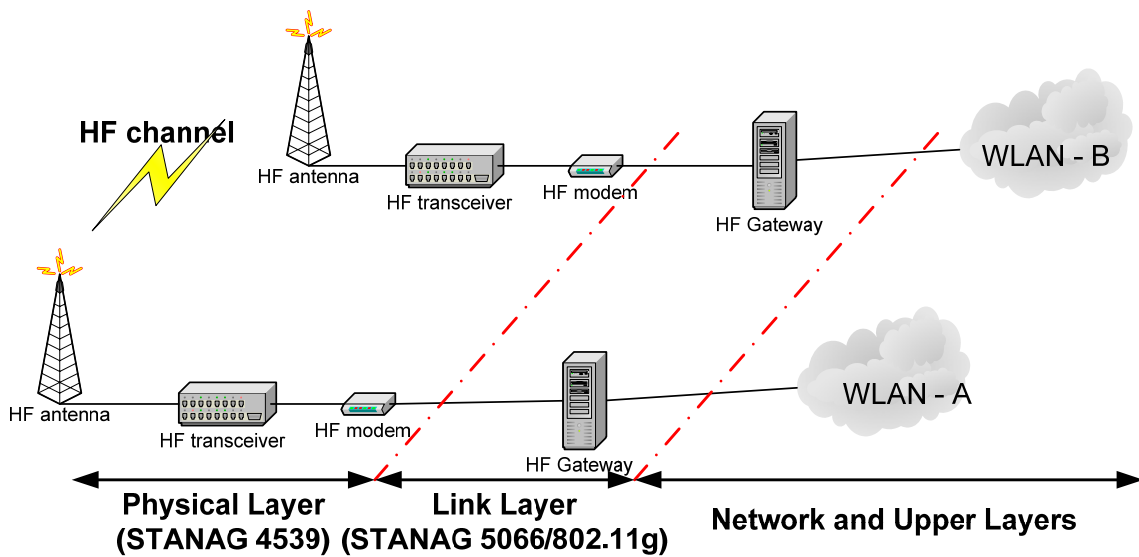 HF channel
HF antenna
HF transceiver
HF modem
HF Gateway
WLAN - B
HF antenna
HF transceiver
HF modem
HF Gateway
WLAN - A
Physical Layer
(STANAG 4539)
Link Layer
(STANAG 5066/802.11g)
Network and Upper Layers